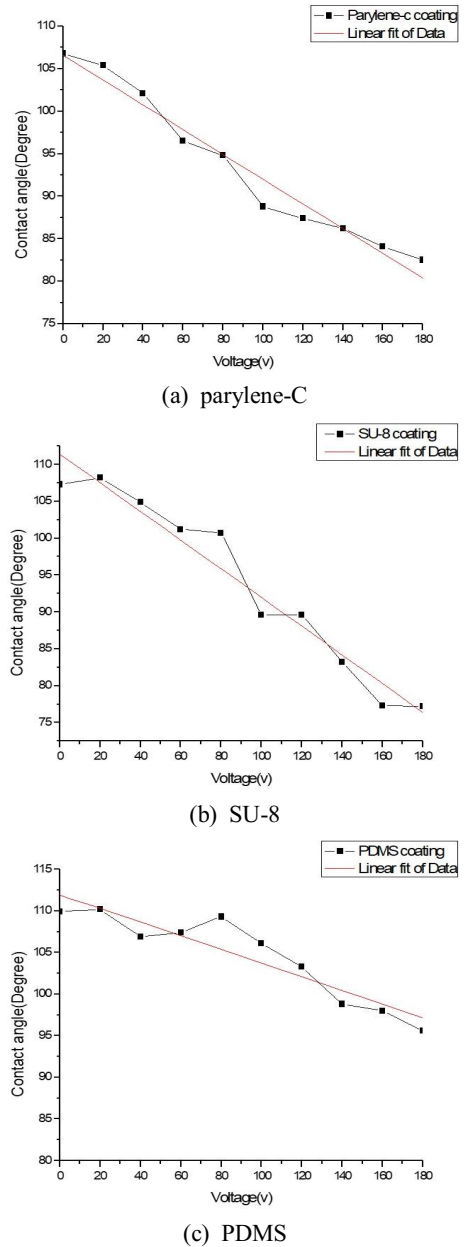 Parylene-c coating
Linear fit of Data
110
105
100
95
90
85
80
75
Contact angle(Degree)
0 20 40 60 80 100 120 140 160 180
Voltage(v)
(a) parylene-C
SU-8 coating
Linear fit of Data
110
105
100
95
90
85
80
75
Contact angle(Degree)
0 20 40 60 80 100 120 140 160 180
Voltage(v)
(b) SU-8
PDMS coating
Linear fit of Data
115
110
105
100
95
90
85
80
Contact angle(Degree)
0 20 40 60 80 100 120 140 160 180
Voltage(v)
(c) PDMS